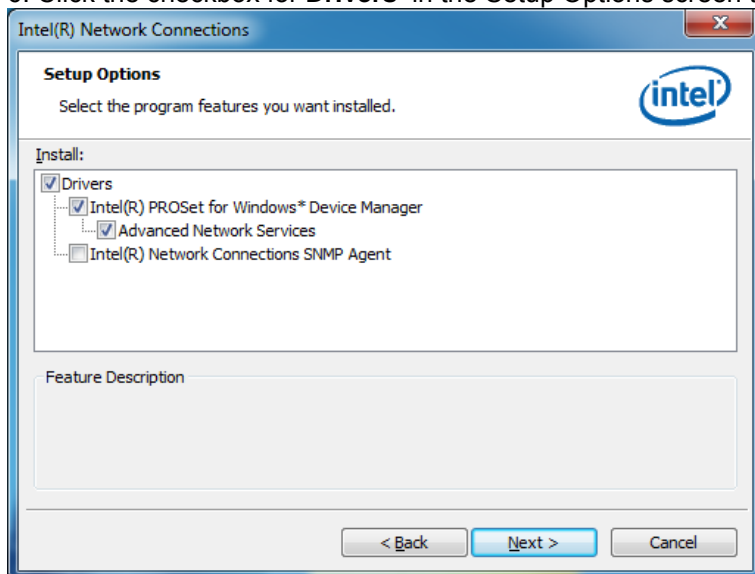 Intel(R) Network Connections
Setup Options
Select the program features you want installed.
intel
Install:
Drivers
Intel(R) PROSet for Windows* Device Manager
Advanced Network Services
Intel(R) Network Connections SNMP Agent
Feature Description
< Back Next > Cancel